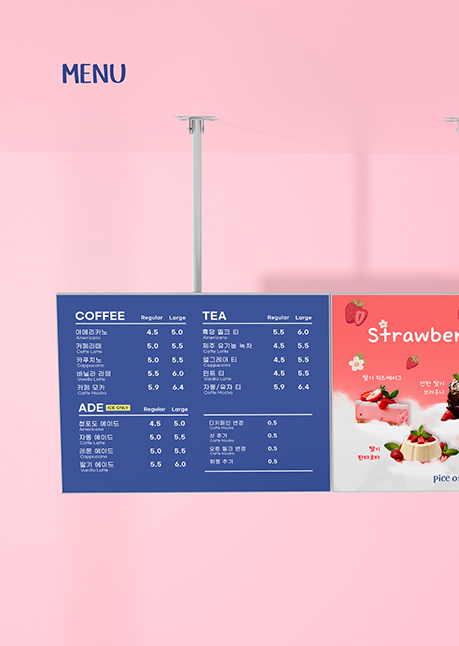 MENU
COFFEE Regular Large
아메리카노 4.5 5.0
Americano
카페라떼 5.0 5.5
Caffe Latte
카푸치노 5.0 5.5
Cappuccino
바닐라 라떼 5.5 6.0
Vanilla Latte
카페 모카 5.9 6.4
Caffe Mocha
ADE ICE ONLY
청포도 에이드 4.5 5.0
Americano
자몽 에이드 5.0 5.5
Caffe Latte
레몬 에이드 5.0 5.5
Cappuccino
딸기 에이드 5.5 6.0
Vanilla Latte
TEA Regular Large
흑당 밀크 티 5.5 6.0
Americano
제주 유기농 녹차 4.5 5.5
Caffe Latte
얼그레이 티 4.5 5.5
Cappuccino
민트 티 4.5 5.5
Vanilla Latte
자몽/유자 티 5.9 6.4
Caffe Mocha
디카페인 변경 0.5
Caffe Mocha
샷 추가 0.5
Caffe Mocha
오트 밀크 변경 0.5
Caffe Mocha
휘핑 추가 0.5
Strawber
딸기 치즈케이크
진한 딸기
브라우니
딸기
판나코타
Pice o